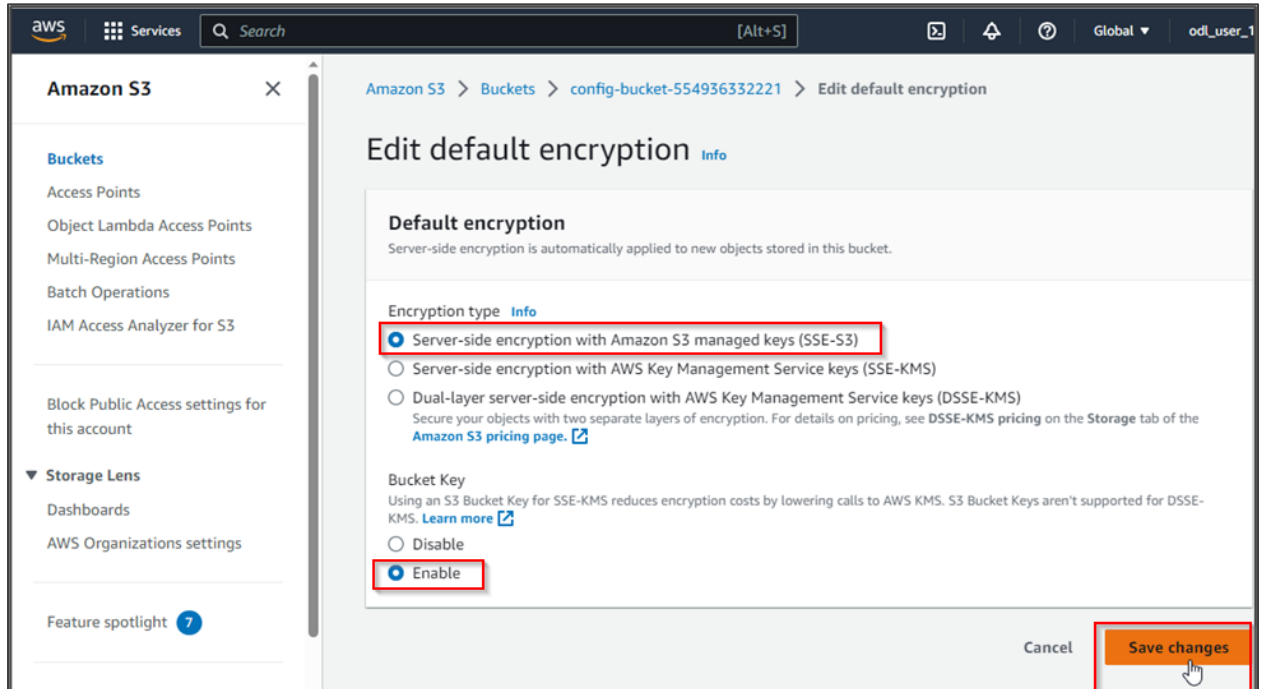 aws
Services
Search
[Alt+S]
Global
odl_user_1
Amazon S3
Buckets
Access Points
Object Lambda Access Points
Multi-Region Access Points
Batch Operations
IAM Access Analyzer for S3
Block Public Access settings for
this account
Storage Lens
Dashboards
AWS Organizations settings
Feature spotlight 7
Amazon S3 > Buckets > config-bucket-554936332221 > Edit default encryption
Edit default encryption Info
Default encryption
Server-side encryption is automatically applied to new objects stored in this bucket.
Encryption type Info
Server-side encryption with Amazon S3 managed keys (SSE-S3)
Server-side encryption with AWS Key Management Service keys (SSE-KMS)
Dual-layer server-side encryption with AWS Key Management Service keys (DSSE-KMS)
Secure your objects with two separate layers of encryption. For details on pricing, see DSSE-KMS pricing on the Storage tab of the
Amazon S3 pricing page.
Bucket Key
Using an S3 Bucket Key for SSE-KMS reduces encryption costs by lowering calls to AWS KMS. S3 Bucket Keys aren't supported for DSSE-
KMS. Learn more
Disable
Enable
Cancel
Save changes